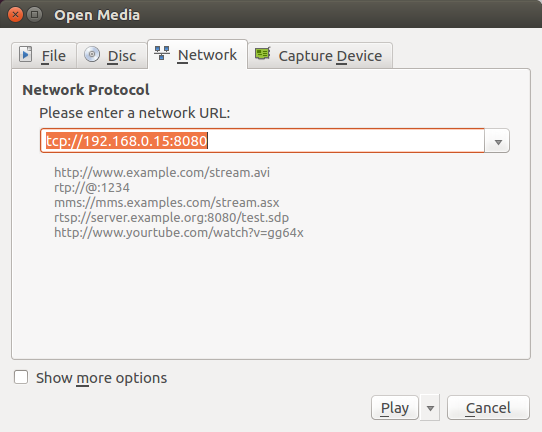 Open Media
File
Disc
Network
Capture Device
Network Protocol
Please enter a network URL:
tcp://192.168.0.15:8080
http://www.example.com/stream.avi
rtp://@:1234
mms://mms.examples.com/stream.asx
rtsp://server.example.org:8080/test.sdp
http://www.yourtube.com/watch?v=gg64x
Show more options
Play
Cancel